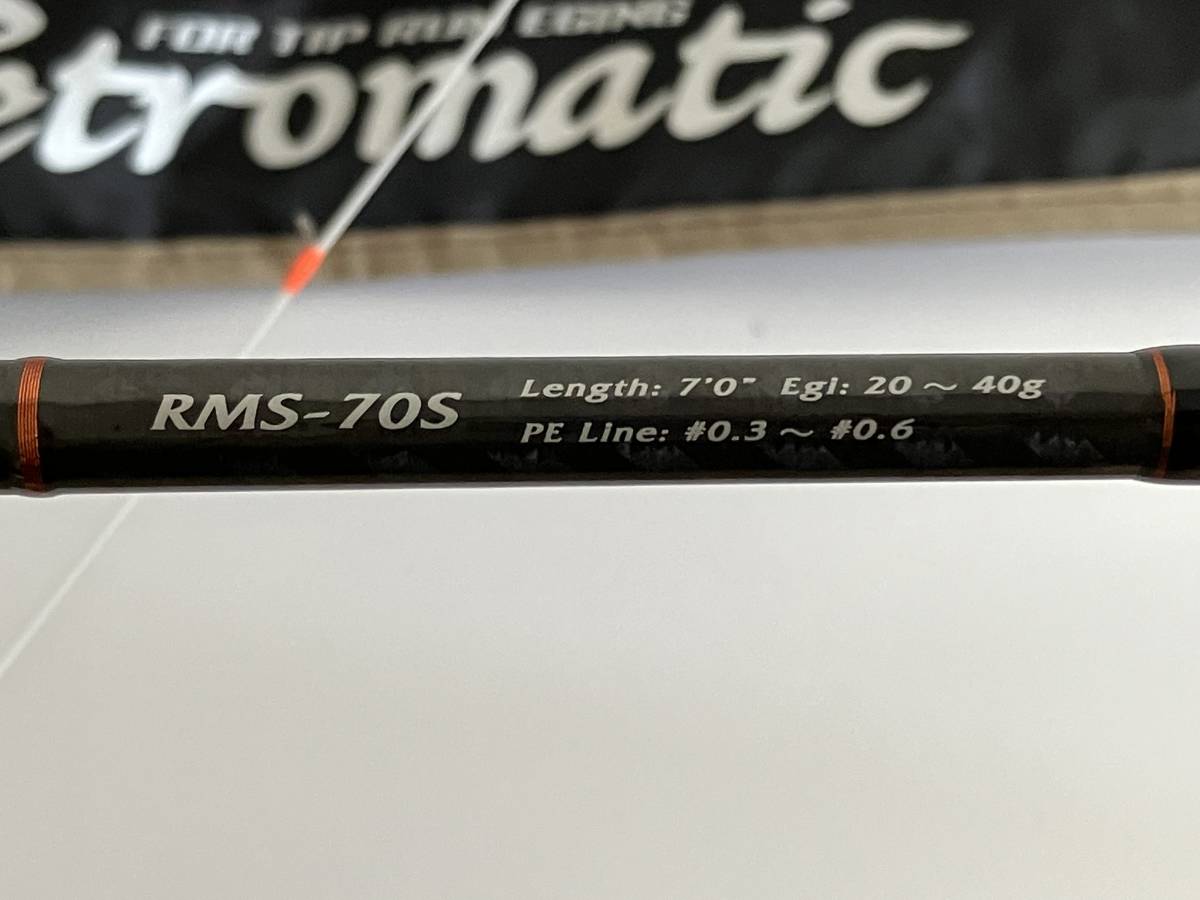 FOR TIP RUN EGING
etromatic
RMS-70S
Length: 7'0" Egi: 20 ~ 40g
PE Line: #0.3 ~ #0.6